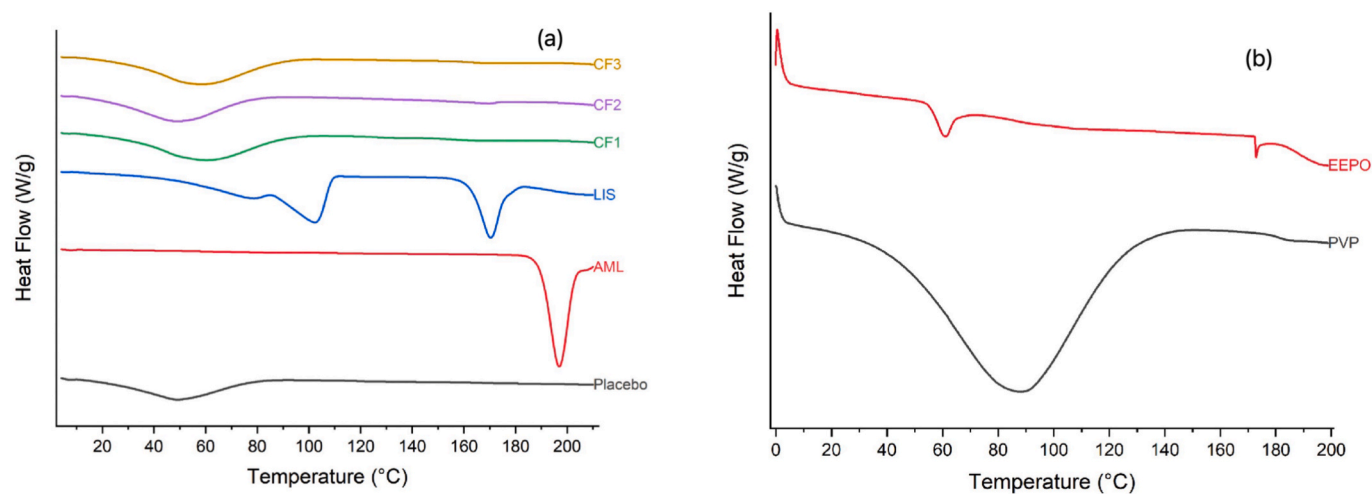 (a)
CF3
CF2
CF1
LIS
AML
Placebo
Heat Flow (W/g)
20 40 60 80 100 120 140 160 180 200
Temperature (°C)
(b)
EEPO
PVP
Heat Flow (W/g)
0 20 40 60 80 100 120 140 160 180 200
Temperature (°C)